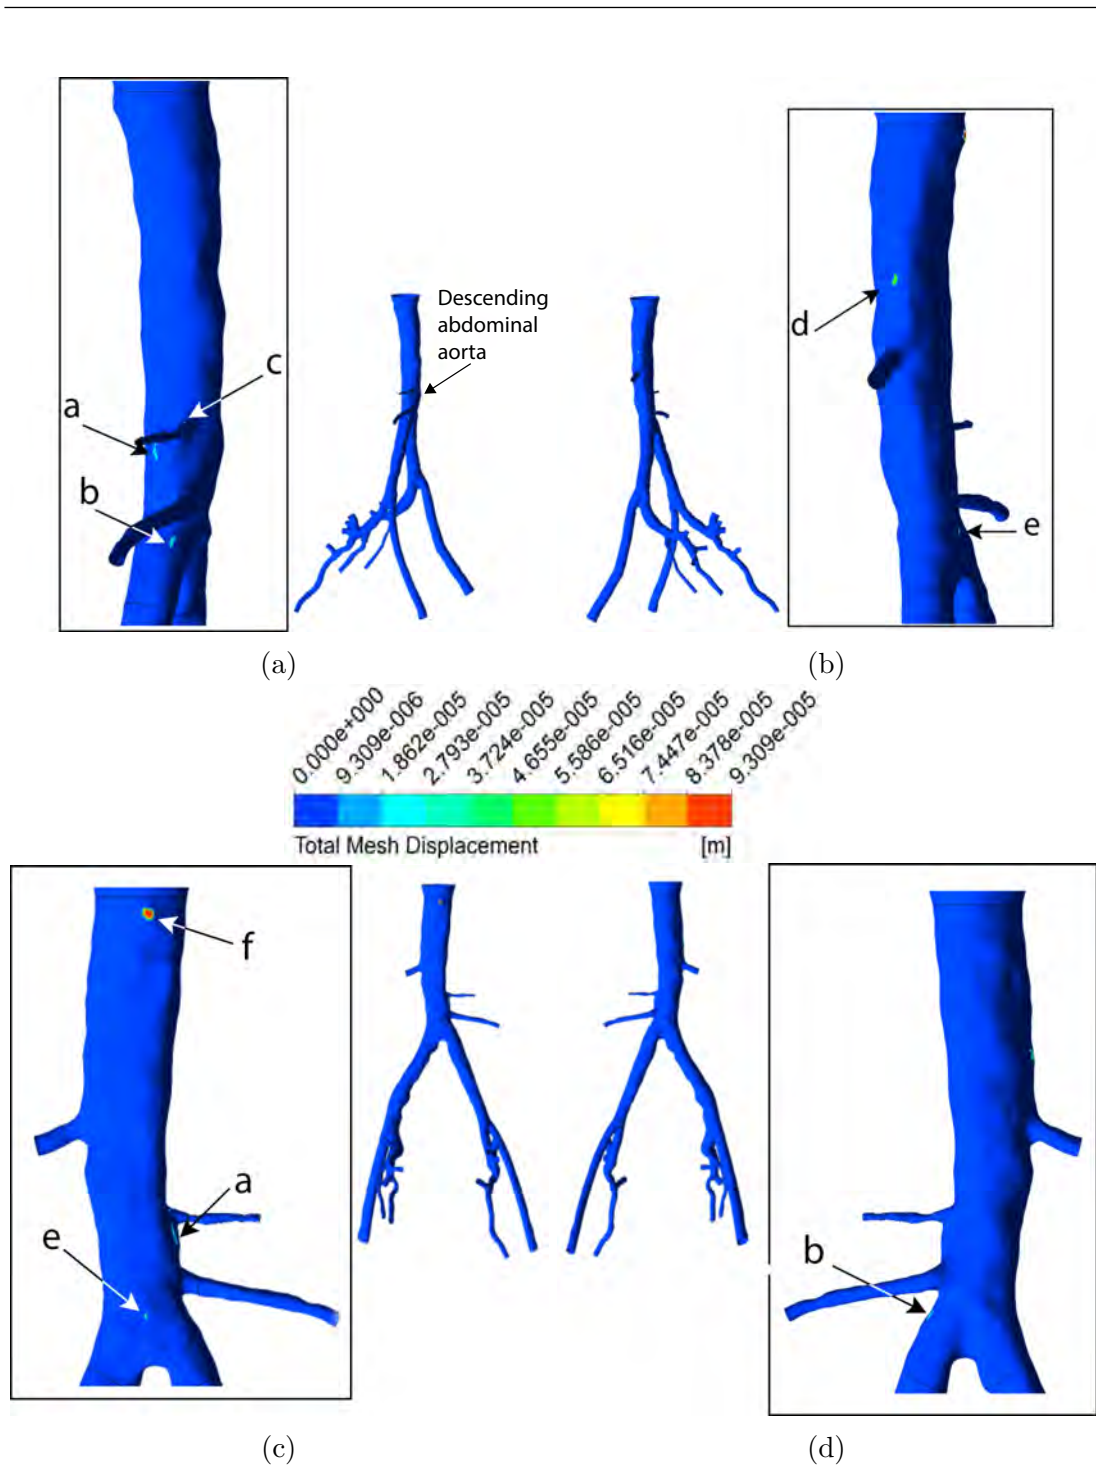 Descending
abdominal
aorta
c
a
b
d
e
(a)
(b)
0.000e+000
9.309e-006
1.862e-005
2.793e-005
3.724e-005
4.655e-005
5.586e-005
6.516e-005
7.447e-005
8.378e-005
9.309e-005
Total Mesh Displacement [m]
f
a
e
b
(c)
(d)